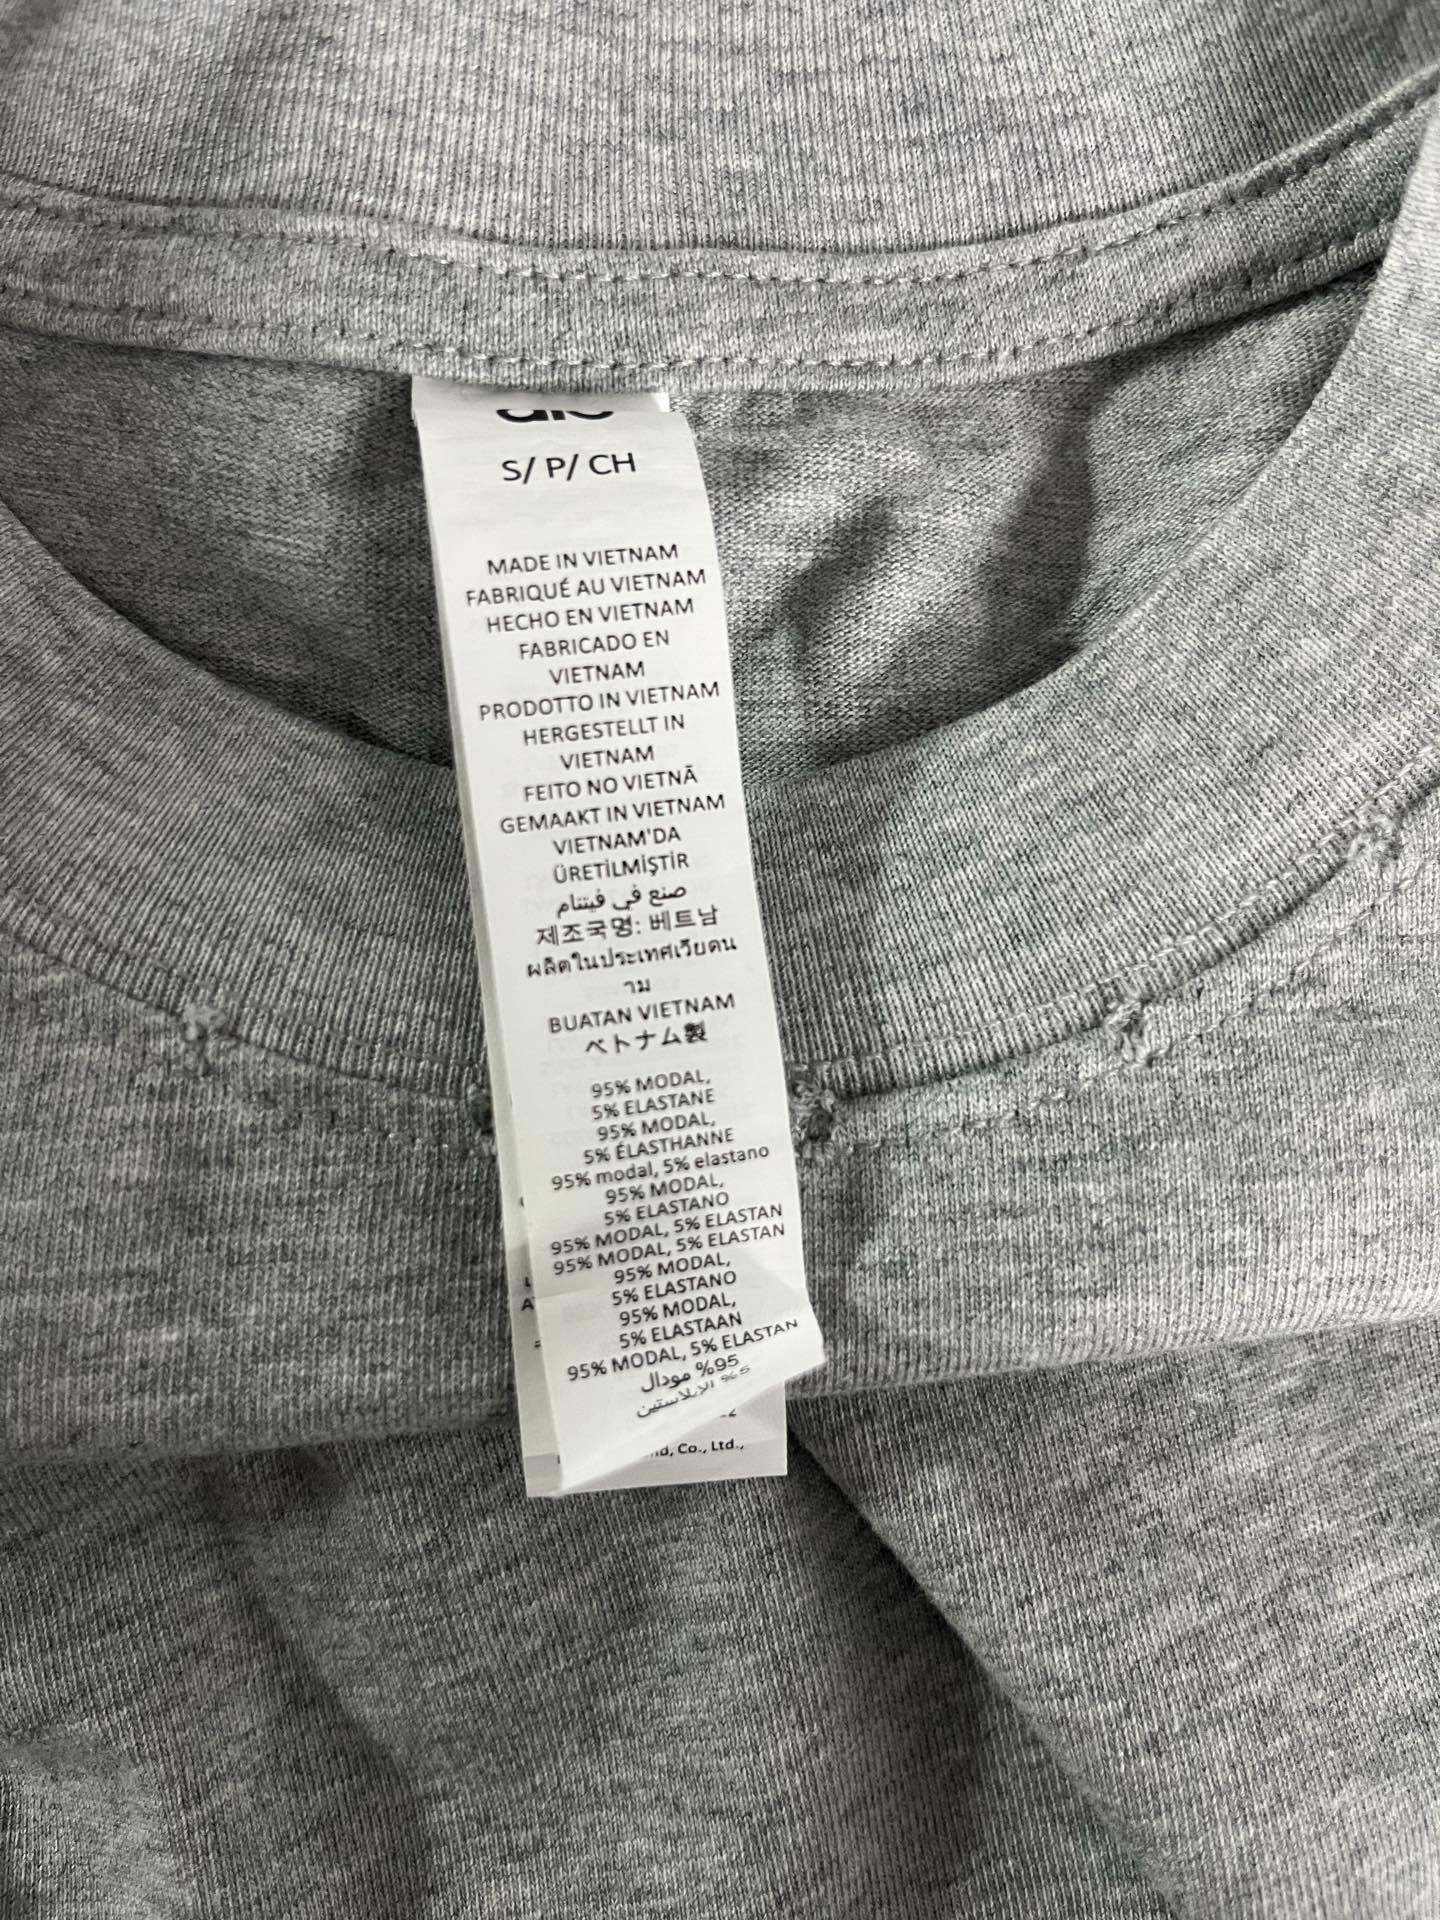 alo
S/ P/ CH
MADE IN VIETNAM
FABRIQUÉ AU VIETNAM
HECHO EN VIETNAM
FABRICADO EN
VIETNAM
PRODOTTO IN VIETNAM
HERGESTELLT IN
VIETNAM
FEITO NO VIETNÃ
GEMAAKT IN VIETNAM
VIETNAM'DA
ÜRETİLMİŞTİR
صنع في فيتنام
제조국명: 베트남
ผลิตในประเทศเวียดน
าม
BUATAN VIETNAM
ベトナム製
95% MODAL,
5% ELASTANE
95% MODAL,
5% ÉLASTHANNE
95% modal, 5% elastano
95% MODAL,
5% ELASTANO
95% MODAL, 5% ELASTAN
95% MODAL, 5% ELASTAN
95% MODAL,
5% ELASTANO
95% MODAL,
5% ELASTAAN
95% MODAL, 5% ELASTAN
95% مودال
5% الايلاستين
Co., Ltd.,